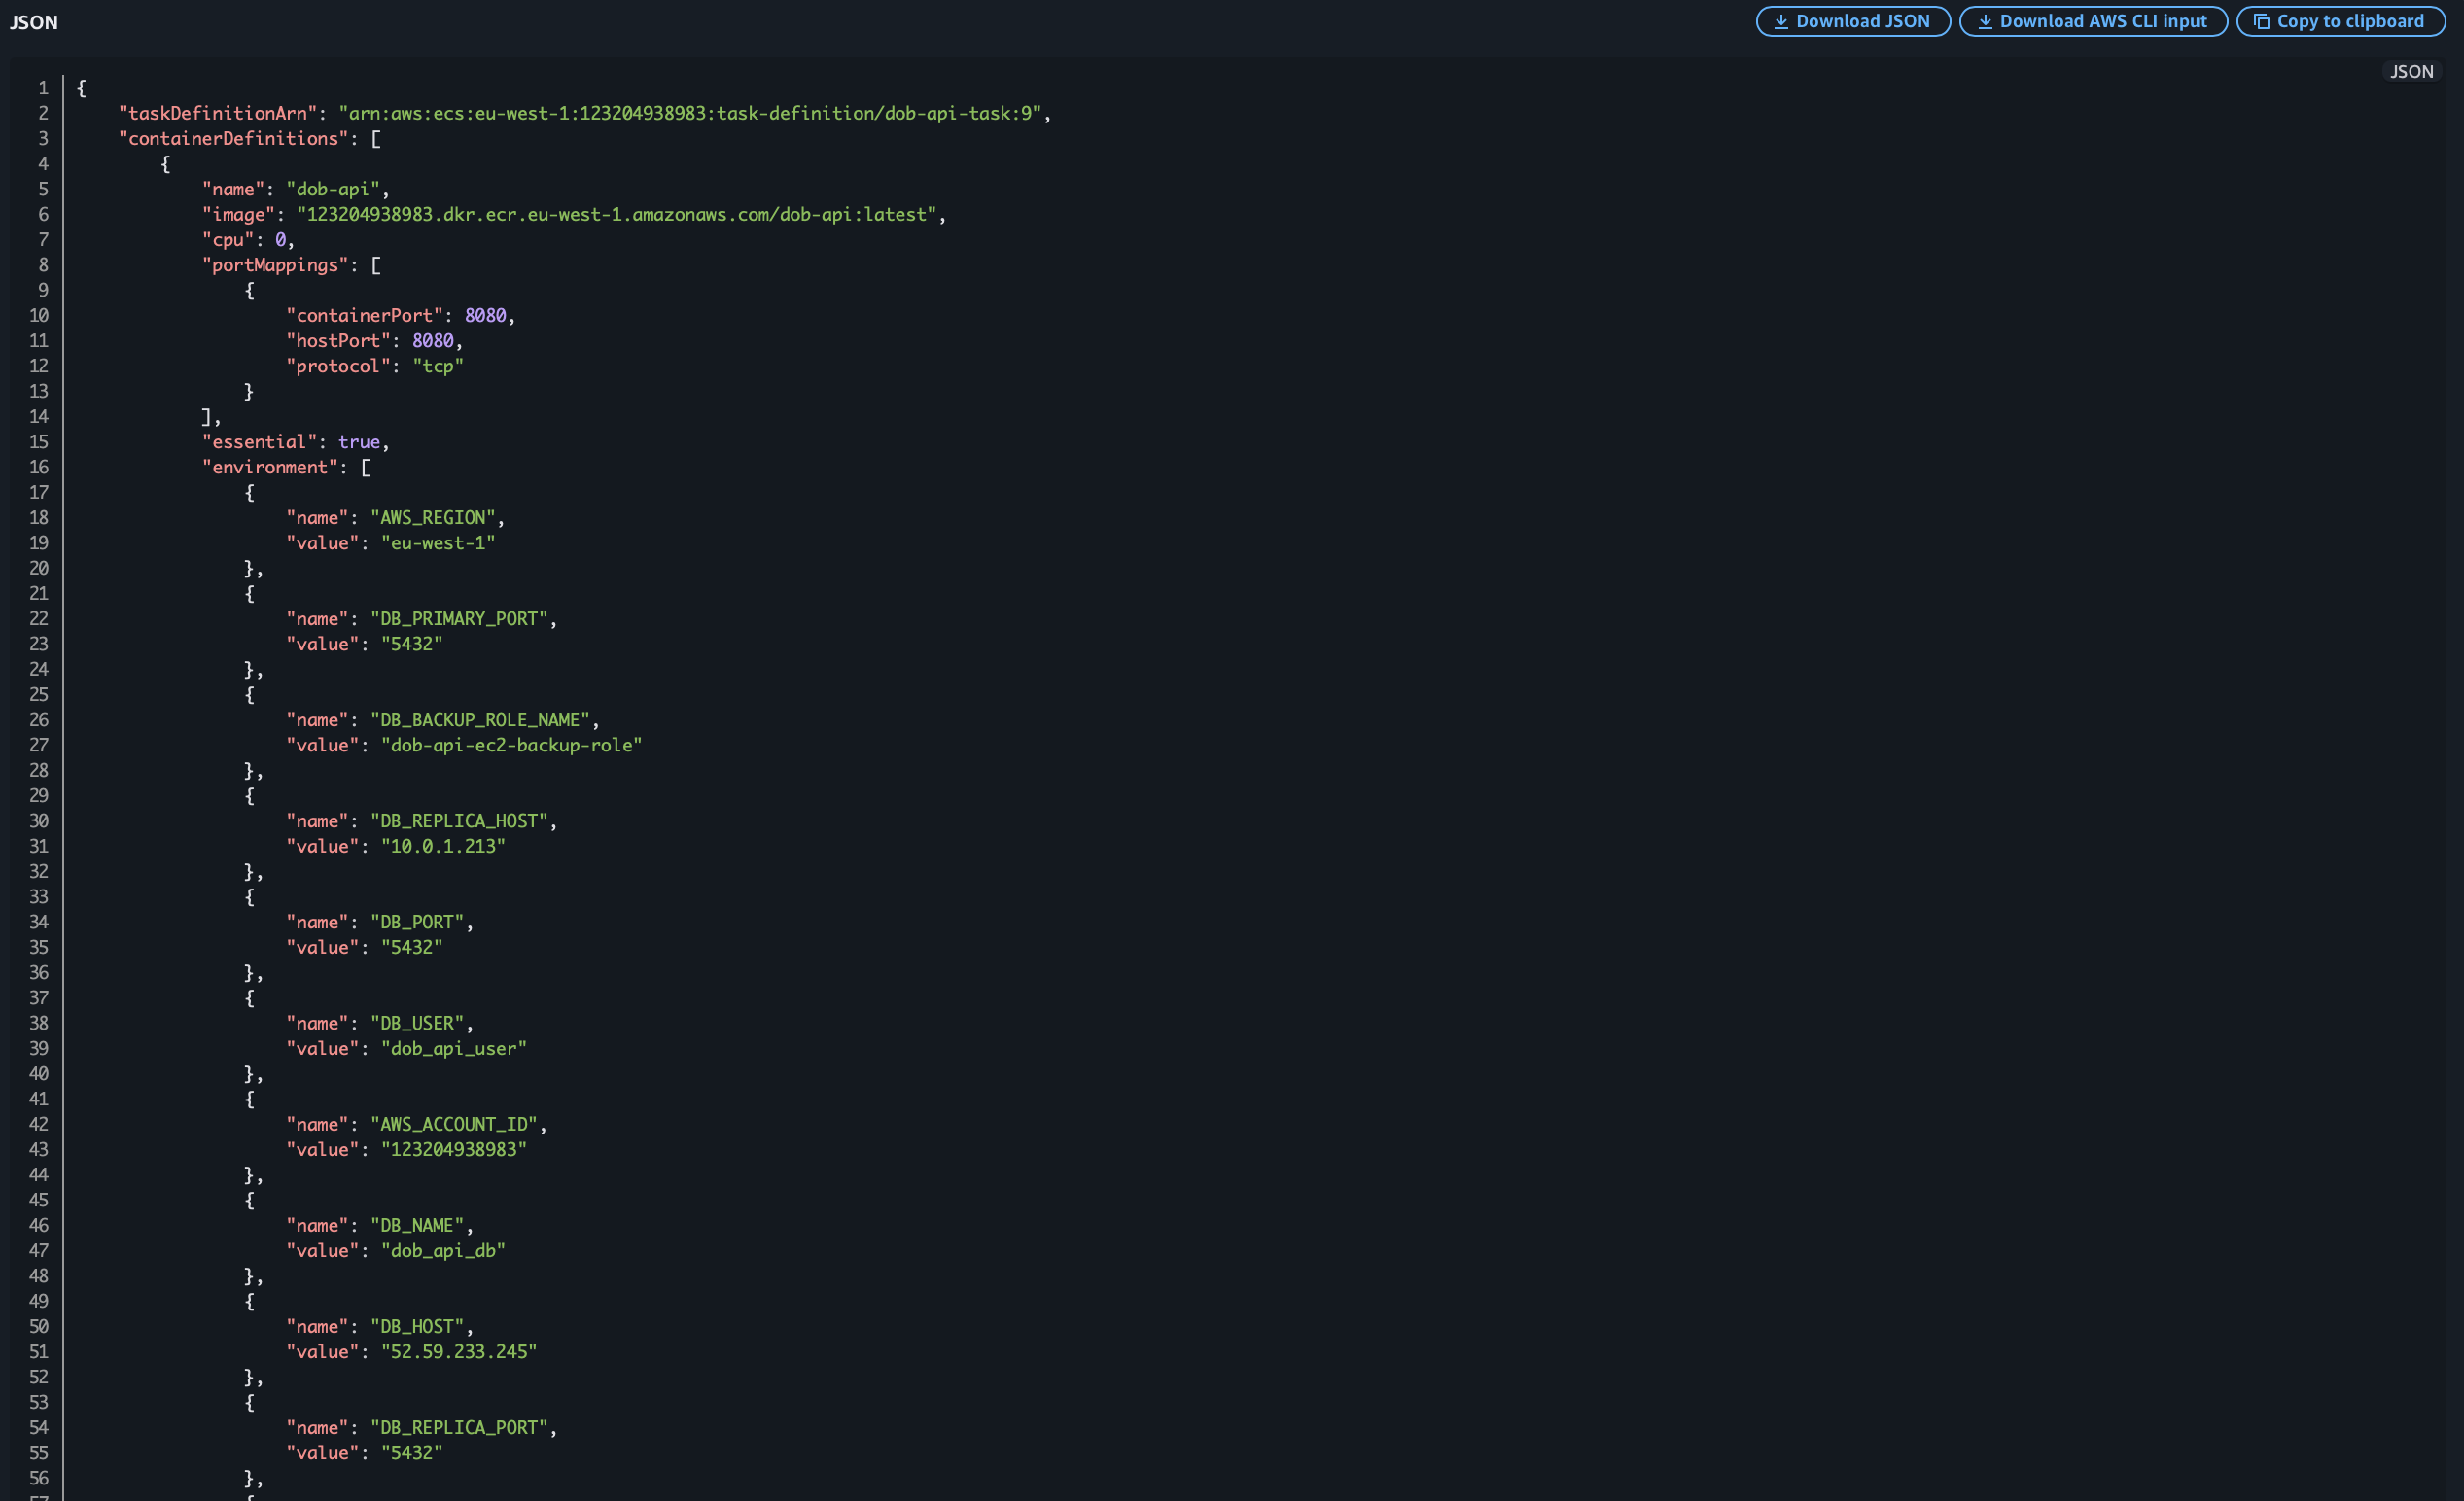 JSON
Download JSON
Download AWS CLI input
Copy to clipboard
JSON
1 {
2 "taskDefinitionArn": "arn:aws:ecs:eu-west-1:123204938983:task-definition/dob-api-task:9",
3 "containerDefinitions": [
4 {
5 "name": "dob-api",
6 "image": "123204938983.dkr.ecr.eu-west-1.amazonaws.com/dob-api:latest",
7 "cpu": 0,
8 "portMappings": [
9 {
10 "containerPort": 8080,
11 "hostPort": 8080,
12 "protocol": "tcp"
13 }
14 ],
15 "essential": true,
16 "environment": [
17 {
18 "name": "AWS_REGION",
19 "value": "eu-west-1"
20 },
21 {
22 "name": "DB_PRIMARY_PORT",
23 "value": "5432"
24 },
25 {
26 "name": "DB_BACKUP_ROLE_NAME",
27 "value": "dob-api-ec2-backup-role"
28 },
29 {
30 "name": "DB_REPLICA_HOST",
31 "value": "10.0.1.213"
32 },
33 {
34 "name": "DB_PORT",
35 "value": "5432"
36 },
37 {
38 "name": "DB_USER",
39 "value": "dob_api_user"
40 },
41 {
42 "name": "AWS_ACCOUNT_ID",
43 "value": "123204938983"
44 },
45 {
46 "name": "DB_NAME",
47 "value": "dob_api_db"
48 },
49 {
50 "name": "DB_HOST",
51 "value": "52.59.233.245"
52 },
53 {
54 "name": "DB_REPLICA_PORT",
55 "value": "5432"
56 },
57 {